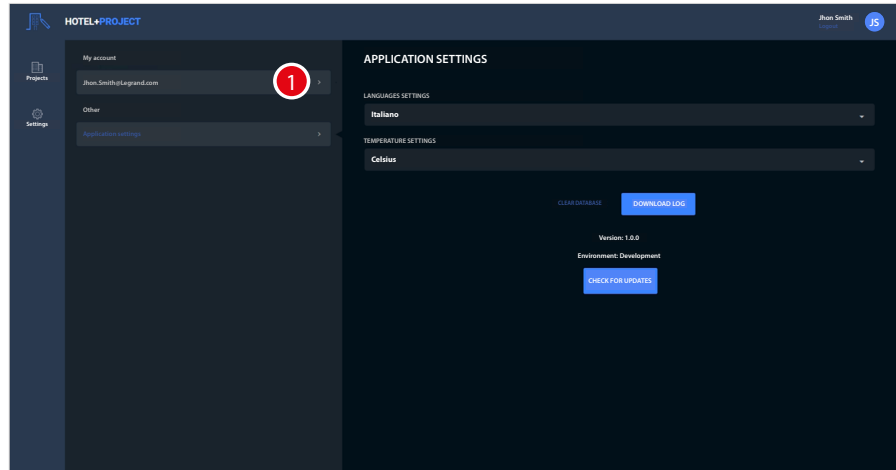 HOTEL+PROJECT
Jhon Smith
Logout
JS
Projects
Settings
My account
Jhon.Smith@Legrand.com
1
Other
Application settings
APPLICATION SETTINGS
LANGUAGES SETTINGS
Italiano
TEMPERATURE SETTINGS
Celsius
CLEAR DATABASE
DOWNLOAD LOG
Version: 1.0.0
Environment: Development
CHECK FOR UPDATES